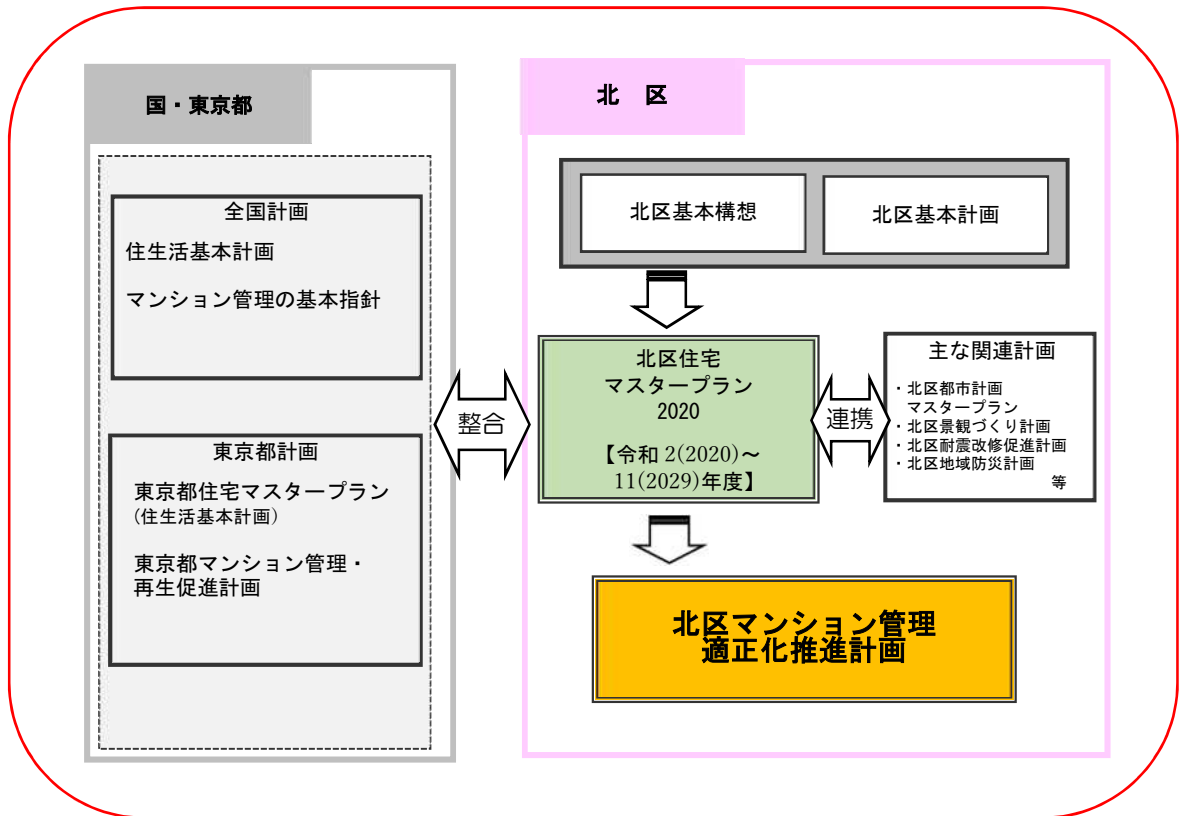 国・東京都
全国計画
住生活基本計画
マンション管理の基本指針
東京都計画
東京都住宅マスタープラン
(住生活基本計画)
東京都マンション管理・
再生促進計画
整合
北 区
北区基本構想
北区基本計画
北区住宅
マスタープラン
2020
【令和 2(2020)～
11(2029)年度】
連携
主な関連計画
・北区都市計画
マスタープラン
・北区景観づくり計画
・北区耐震改修促進計画
・北区地域防災計画
等
北区マンション管理
適正化推進計画